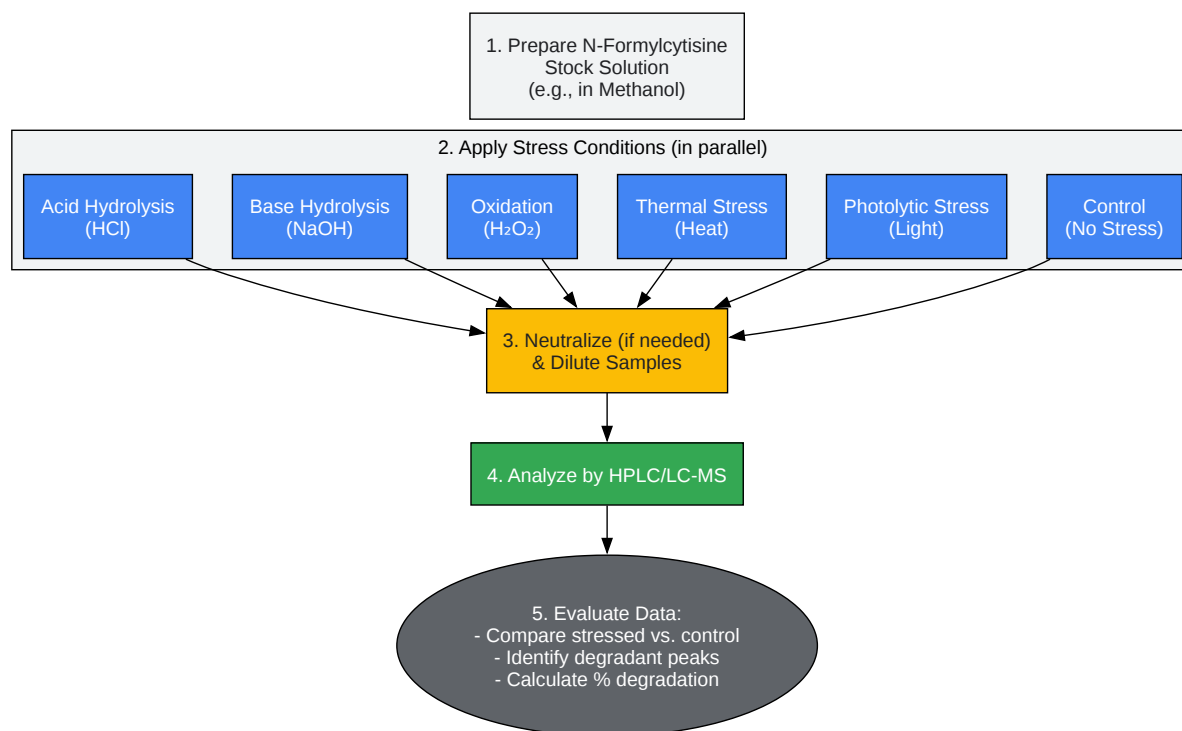 1. Prepare N-Formylcytisine
Stock Solution
(e.g., in Methanol)
2. Apply Stress Conditions (in parallel)
Acid Hydrolysis
(HCl)
Base Hydrolysis
(NaOH)
Oxidation
(H₂O₂)
Thermal Stress
(Heat)
Photolytic Stress
(Light)
Control
(No Stress)
3. Neutralize (if needed)
& Dilute Samples
4. Analyze by HPLC/LC-MS
5. Evaluate Data:
- Compare stressed vs. control
- Identify degradant peaks
- Calculate % degradation